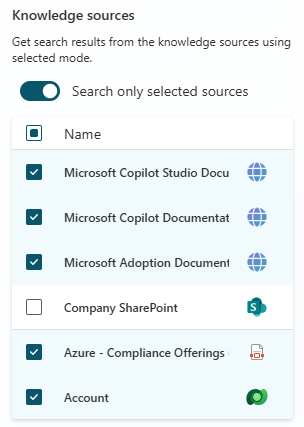 Knowledge sources
Get search results from the knowledge sources using
selected mode.
Search only selected sources
Name
Microsoft Copilot Studio Docu
Microsoft Copilot Documentat
Microsoft Adoption Document
Company SharePoint
S
Azure - Compliance Offerings
Account